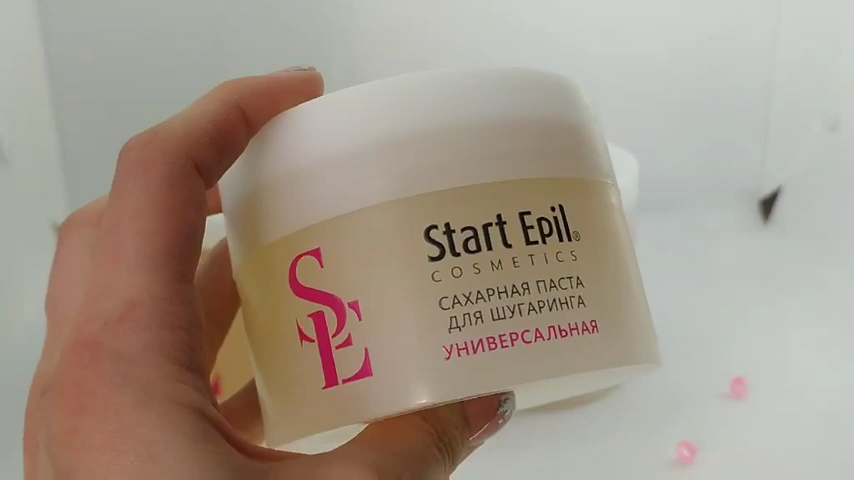 SE
Start Epil®
COSMETICS
САХАРНАЯ ПАСТА
ДЛЯ ШУГАРИНГА
УНИВЕРСАЛЬНАЯ